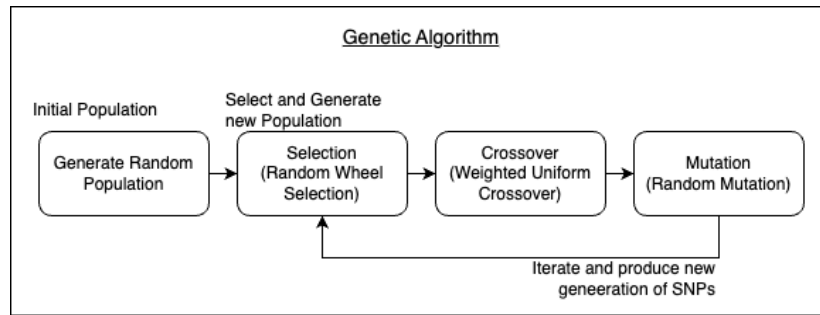 Genetic Algorithm
Initial Population
Select and Generate
new Population
Generate Random
Population
Selection
(Random Wheel
Selection)
Crossover
(Weighted Uniform
Crossover)
Mutation
(Random Mutation)
Iterate and produce new
geneeration of SNPs